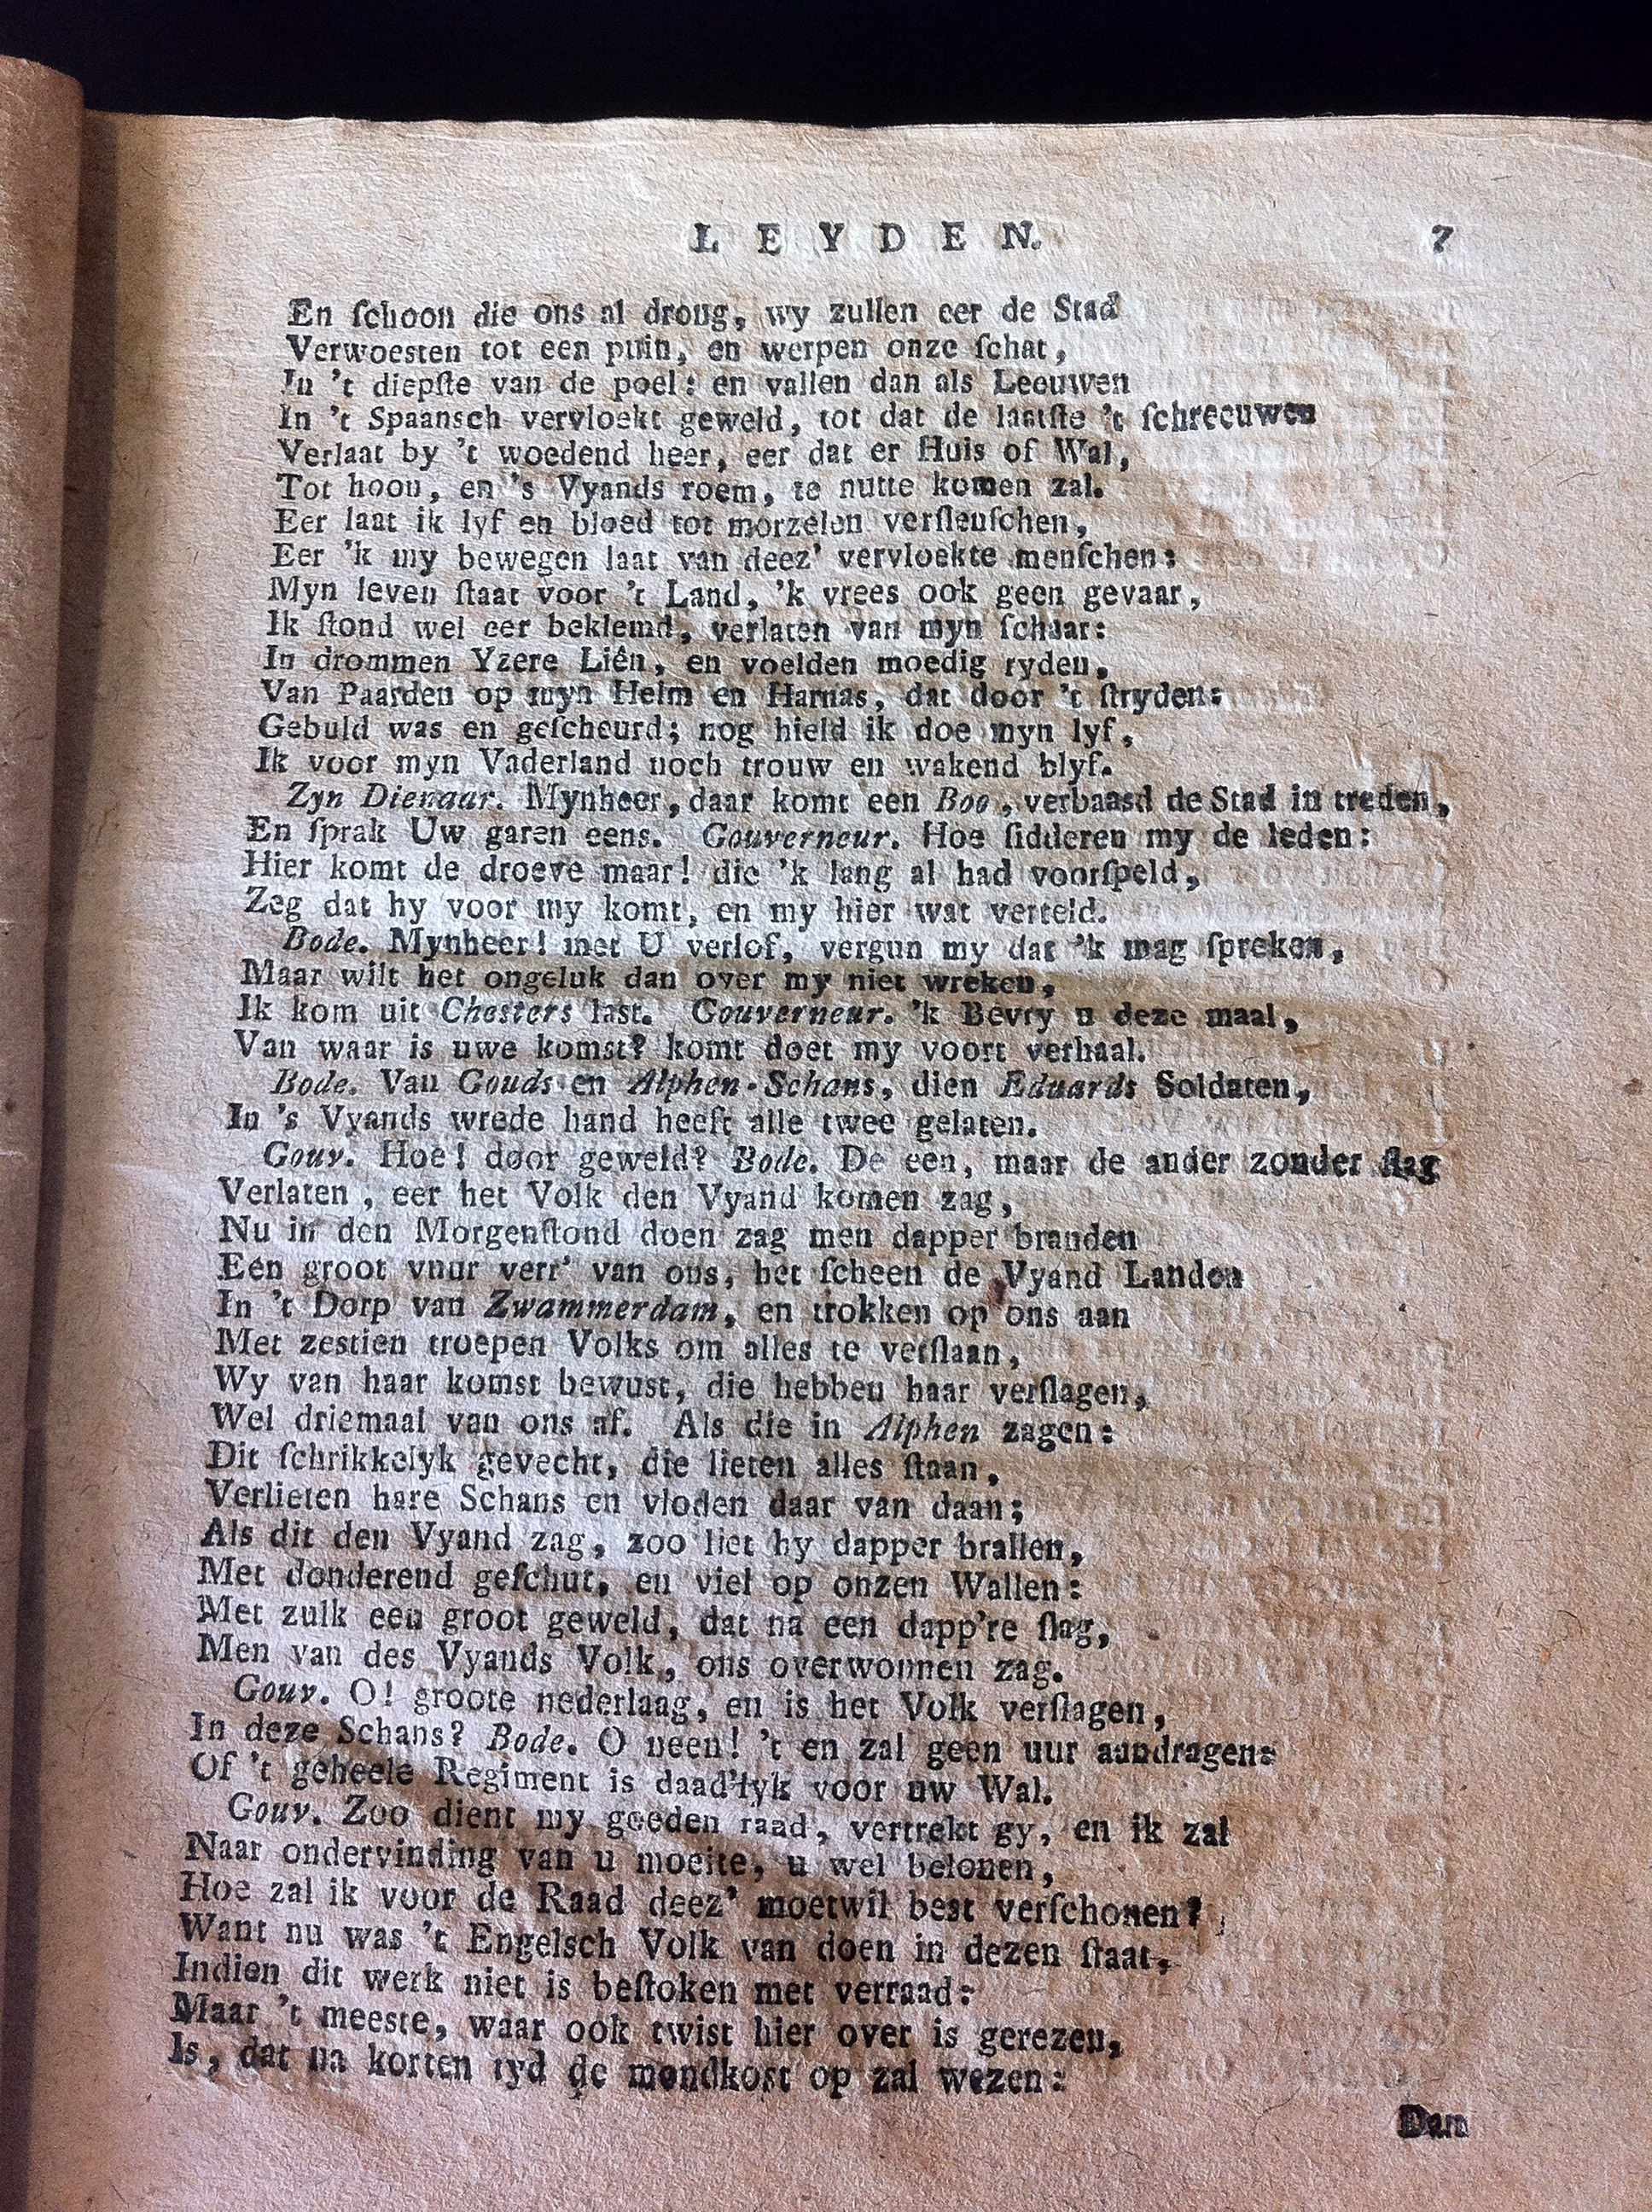 LEYDEN. 7
En ſchoon die ons al droug, wy zullen eer de Stad
Verwoesten tot een puin, en werpen onze ſchat,
In 't diepſte van de poel: en vallen dan als Leeuwen
In 't Spaansch vervloekt geweld, tot dat de laatſte 't ſchreeuwen
Verlaat by 't woedend heer, eer dat er Huis of Wal,
Tot hoon, en 's Vyands roem, te nutte komen zal.
Eer laat ik lyf en bloed tot morzelen verſlenſchen,
Eer 'k my bewegen laat van deez' vervloekte menſchen:
Myn leven ſtaat voor 't Land, 'k vrees ook geen gevaar,
Ik ſtond wel eer beklemd, verlaten van myn ſchaar:
In drommen Yzere Liên, en voelden moedig ryden,
Van Paarden op myn Helm en Harnas, dat door 't ſtryden:
Gebuld was en geſcheurd; nog hield ik doe myn lyf,
Ik voor myn Vaderland noch trouw en wakend blyf.
Zyn Dienaar. Mynheer, daar komt een Boo, verbaasd de Stad in treden,
En ſprak Uw garen eens. Gouverneur. Hoe ſidderen my de leden:
Hier komt de droeve maar! die 'k lang al had voorſpeld,
Zeg dat hy voor my komt, en my hier wat verteld.
Bode. Mynheer! met U verlof, vergun my dat 'k mag ſpreken,
Maar wilt het ongeluk dan over my niet wreken,
Ik kom uit Chesters last. Gouverneur. 'k Bevry u deze maal,
Van waar is uwe komst? komt doet my voort verhaal.
Bode. Van Gouds en Alphen-Schans, dien Eduards Soldaten,
In 's Vyands wrede hand heeft alle twee gelaten.
Gouv. Hoe! door geweld? Bode. De een, maar de ander zonder ſlag
Verlaten, eer het Volk den Vyand komen zag,
Nu in den Morgenſtond doen zag men dapper branden
Een groot vuur verr' van ons, het ſcheen de Vyand Landen
In 't Dorp van Zwammerdam, en trokken op ons aan
Met zestien troepen Volks om alles te verſlaan,
Wy van haar komst bewust, die hebben haar verſlagen,
Wel driemaal van ons af. Als die in Alphen zagen:
Dit ſchrikkelyk gevecht, die lieten alles ſtaan,
Verlieten hare Schans en vloden daar van daan;
Als dit den Vyand zag, zoo liet hy dapper brallen,
Met donderend geſchut, en viel op onzen Wallen:
Met zulk een groot geweld, dat na een dapp're ſlag,
Men van des Vyands Volk, ons overwonnen zag.
Gouv. O! groote nederlaag, en is het Volk verſlagen,
In deze Schans? Bode. O neen! 't en zal geen uur aandragen:
Of 't geheele Regiment is daad'lyk voor uw Wal.
Gouv. Zoo dient my goeden raad, vertrekt gy, en ik zal
Naar ondervinding van u moeite, u wel belonen,
Hoe zal ik voor de Raad deez' moetwil best verſchonen?
Want nu was 't Engelsch Volk van doen in dezen ſtaat,
Indien dit werk niet is beſtoken met verraad:
Maar 't meeste, waar ook twist hier over is gerezen,
Is, dat na korten tyd de mondkost op zal wezen:
Dan